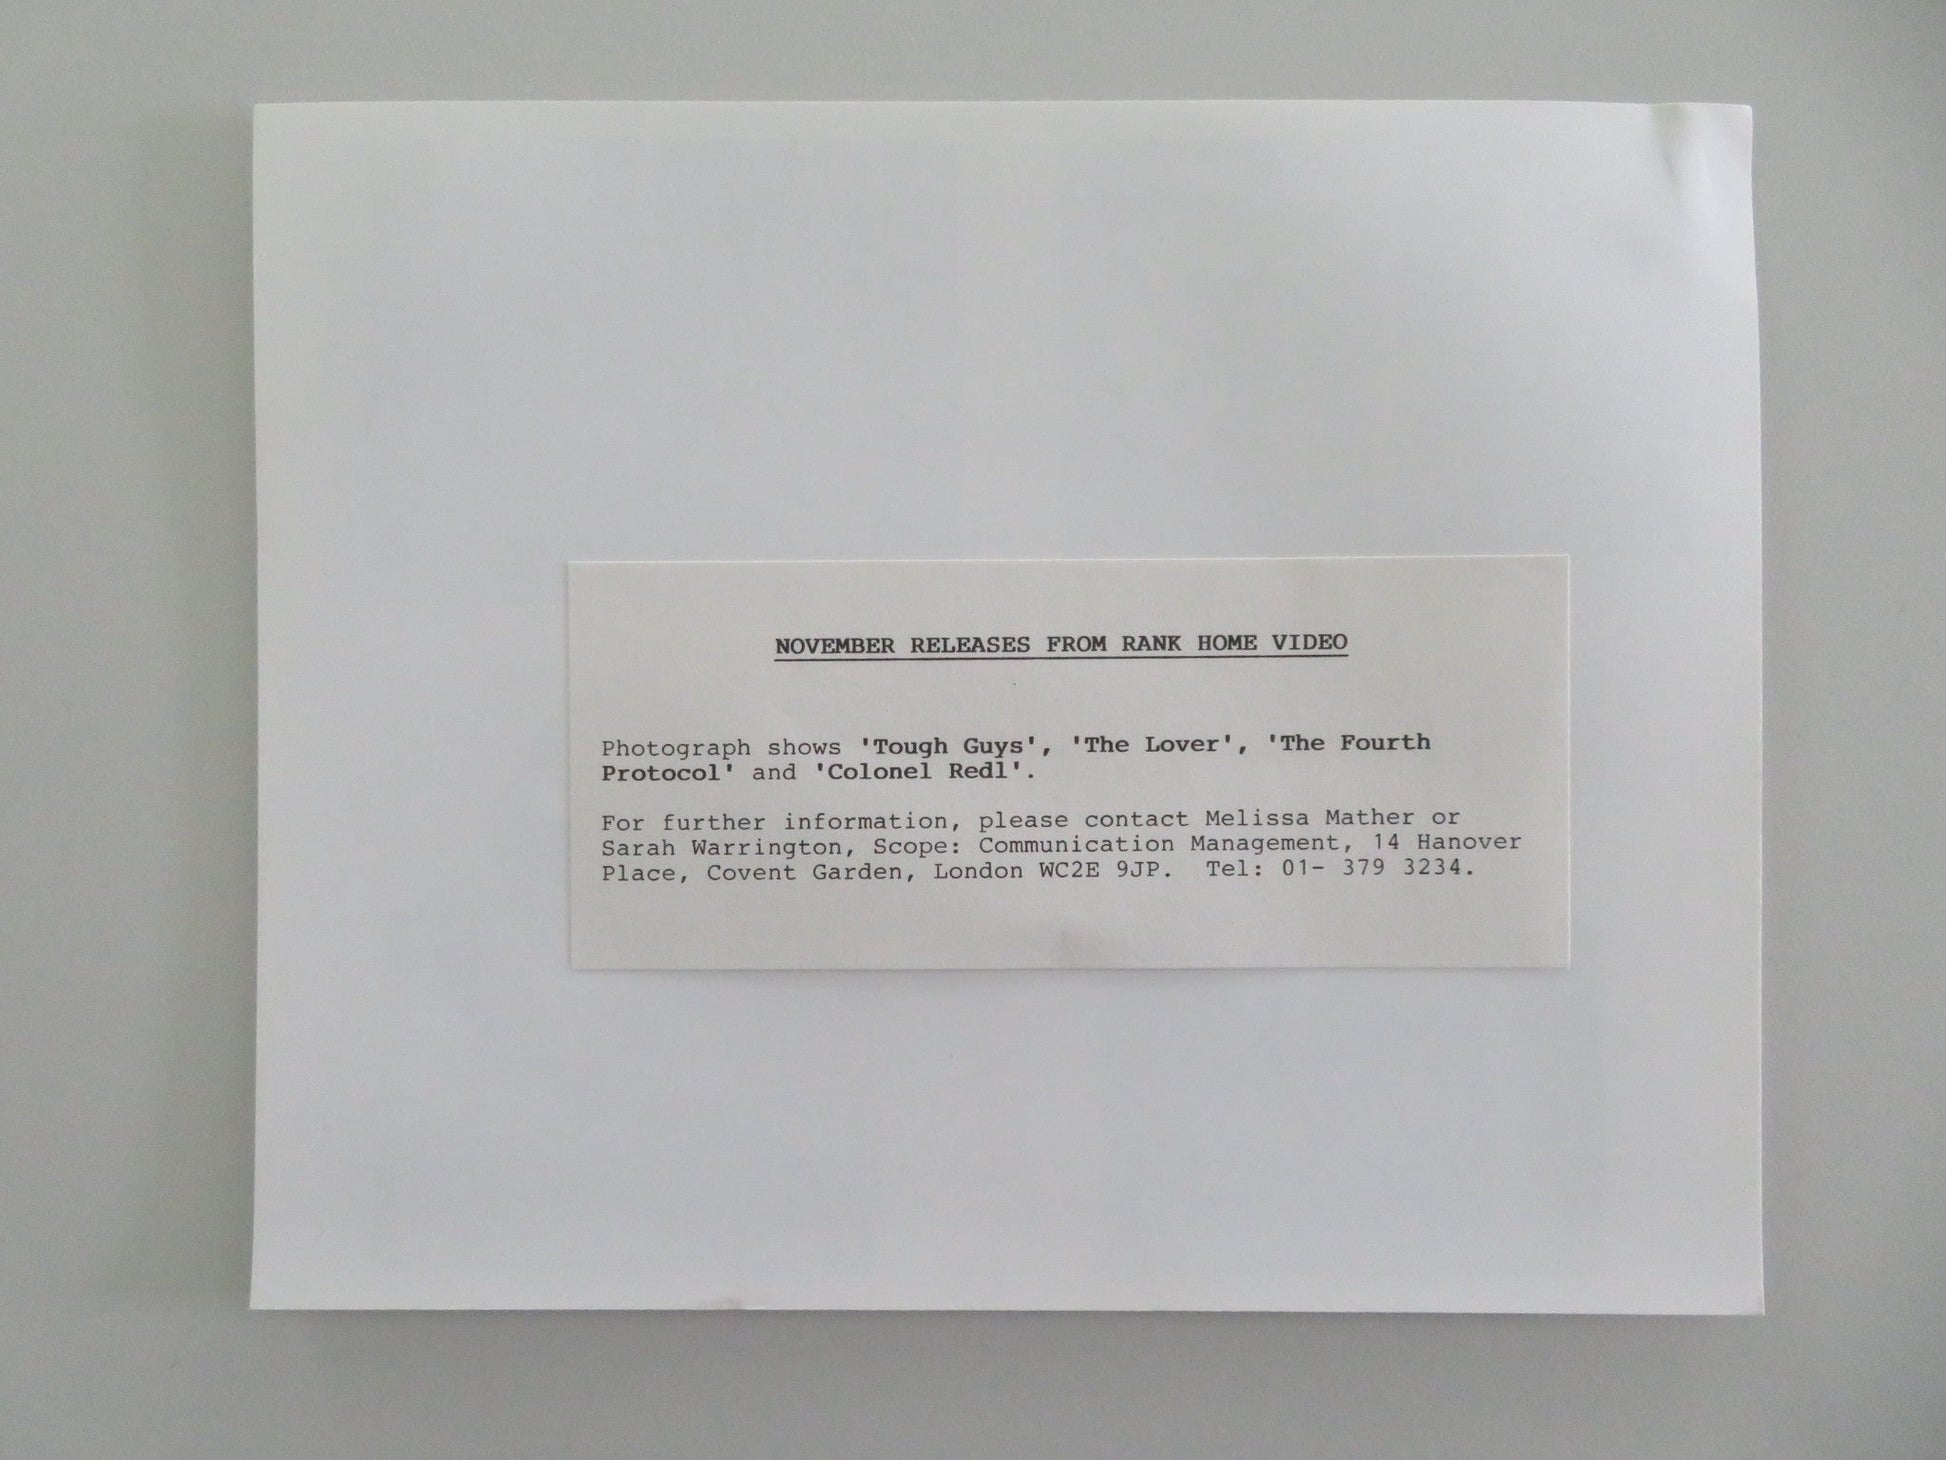 NOVEMBER RELEASES FROM RANK HOME VIDEO
Photograph shows 'Tough Guys', 'The Lover', 'The Fourth
Protocol' and 'Colonel Redl'.
For further information, please contact Melissa Mather or
Sarah Warrington, Scope: Communication Management, 14 Hanover
Place, Covent Garden, London WC2E 9JP.  Tel: 01- 379 3234.